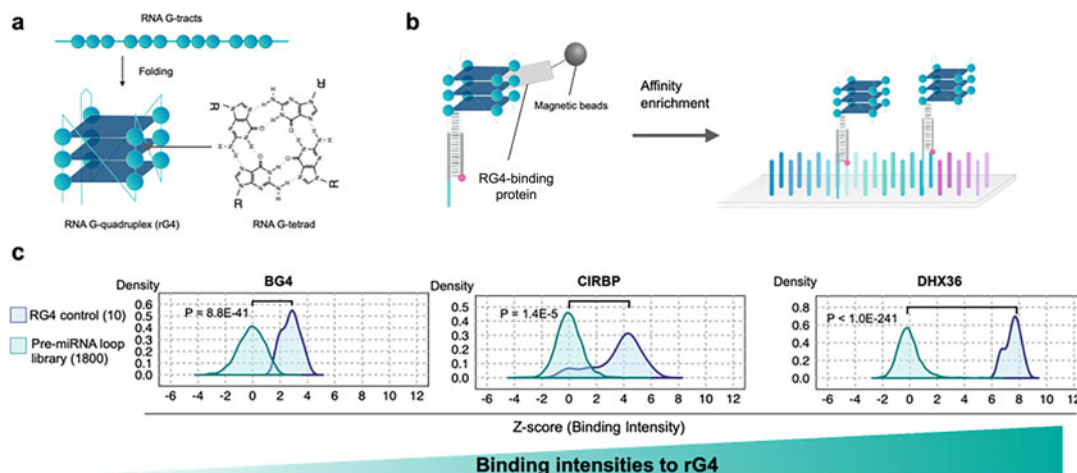 a
RNA G-tracts
Folding
RNA G-quadruplex (rG4)
RNA G-tetrad
R
R
R
R
b
Magnetic beads
RG4-binding
protein
Affinity
enrichment
c
RG4 control (10)
Pre-miRNA loop
library (1800)
Density
BG4
P = 8.8E-41
0.6
0.5
0.4
0.3
0.2
0.1
0.0
-6 -4 -2 0 2 4 6 8 10 12
Density
CIRBP
P = 1.4E-5
0.5
0.4
0.3
0.2
0.1
0.0
-6 -4 -2 0 2 4 6 8 10 12
Density
DHX36
P < 1.0E-241
0.8
0.6
0.4
0.2
0.0
-6 -4 -2 0 2 4 6 8 10 12
Z-score (Binding Intensity)
Binding intensities to rG4